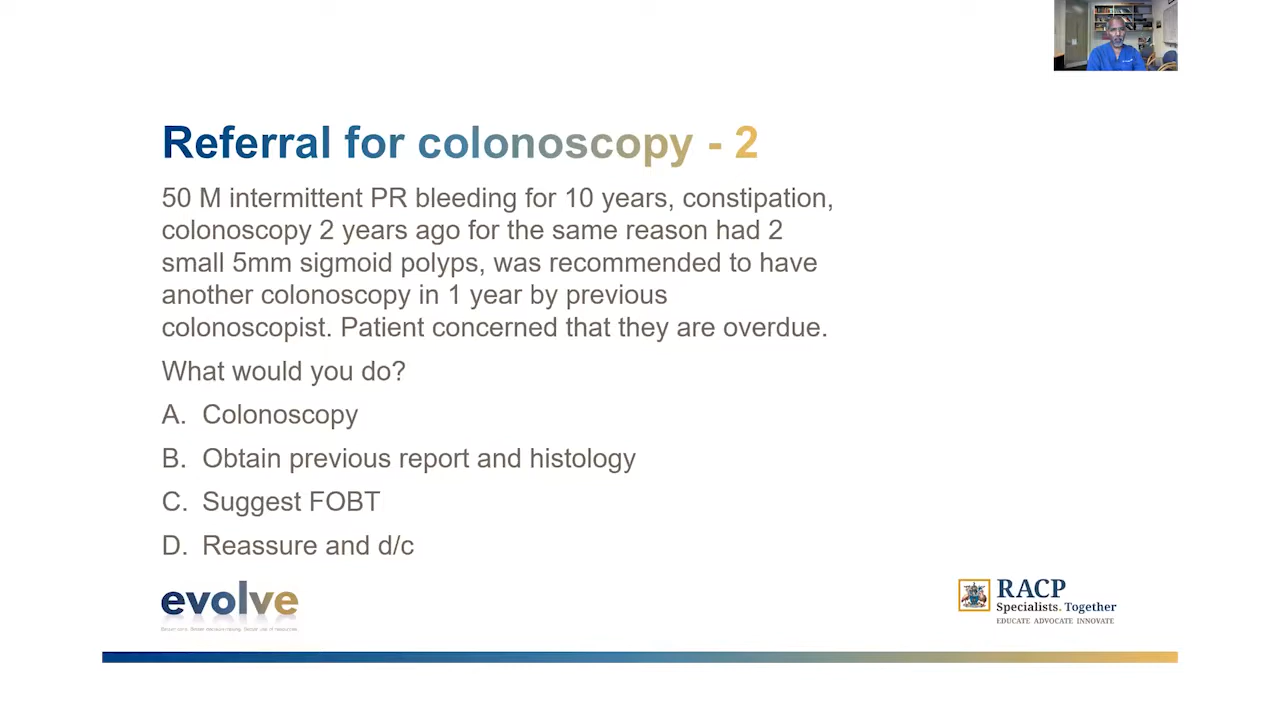 Referral for colonoscopy - 2
50 M intermittent PR bleeding for 10 years, constipation,
colonoscopy 2 years ago for the same reason had 2
small 5mm sigmoid polyps, was recommended to have
another colonoscopy in 1 year by previous
colonoscopist. Patient concerned that they are overdue.
What would you do?
A. Colonoscopy
B. Obtain previous report and histology
C. Suggest FOBT
D. Reassure and d/c
evolve
RACP
Specialists. Together
EDUCATE ADVOCATE INNOVATE